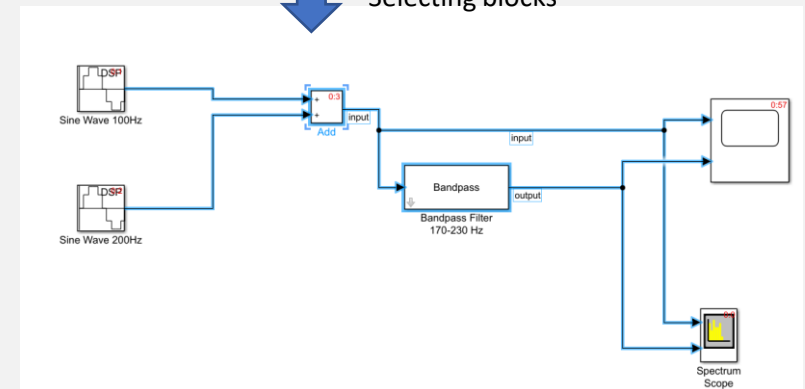 Selecting blocks
DSP
Sine Wave 100Hz
+
+
0:3
Add
input
input
0:57
DSP
Sine Wave 200Hz
Bandpass
output
Bandpass Filter
170-230 Hz
Spectrum
Scope